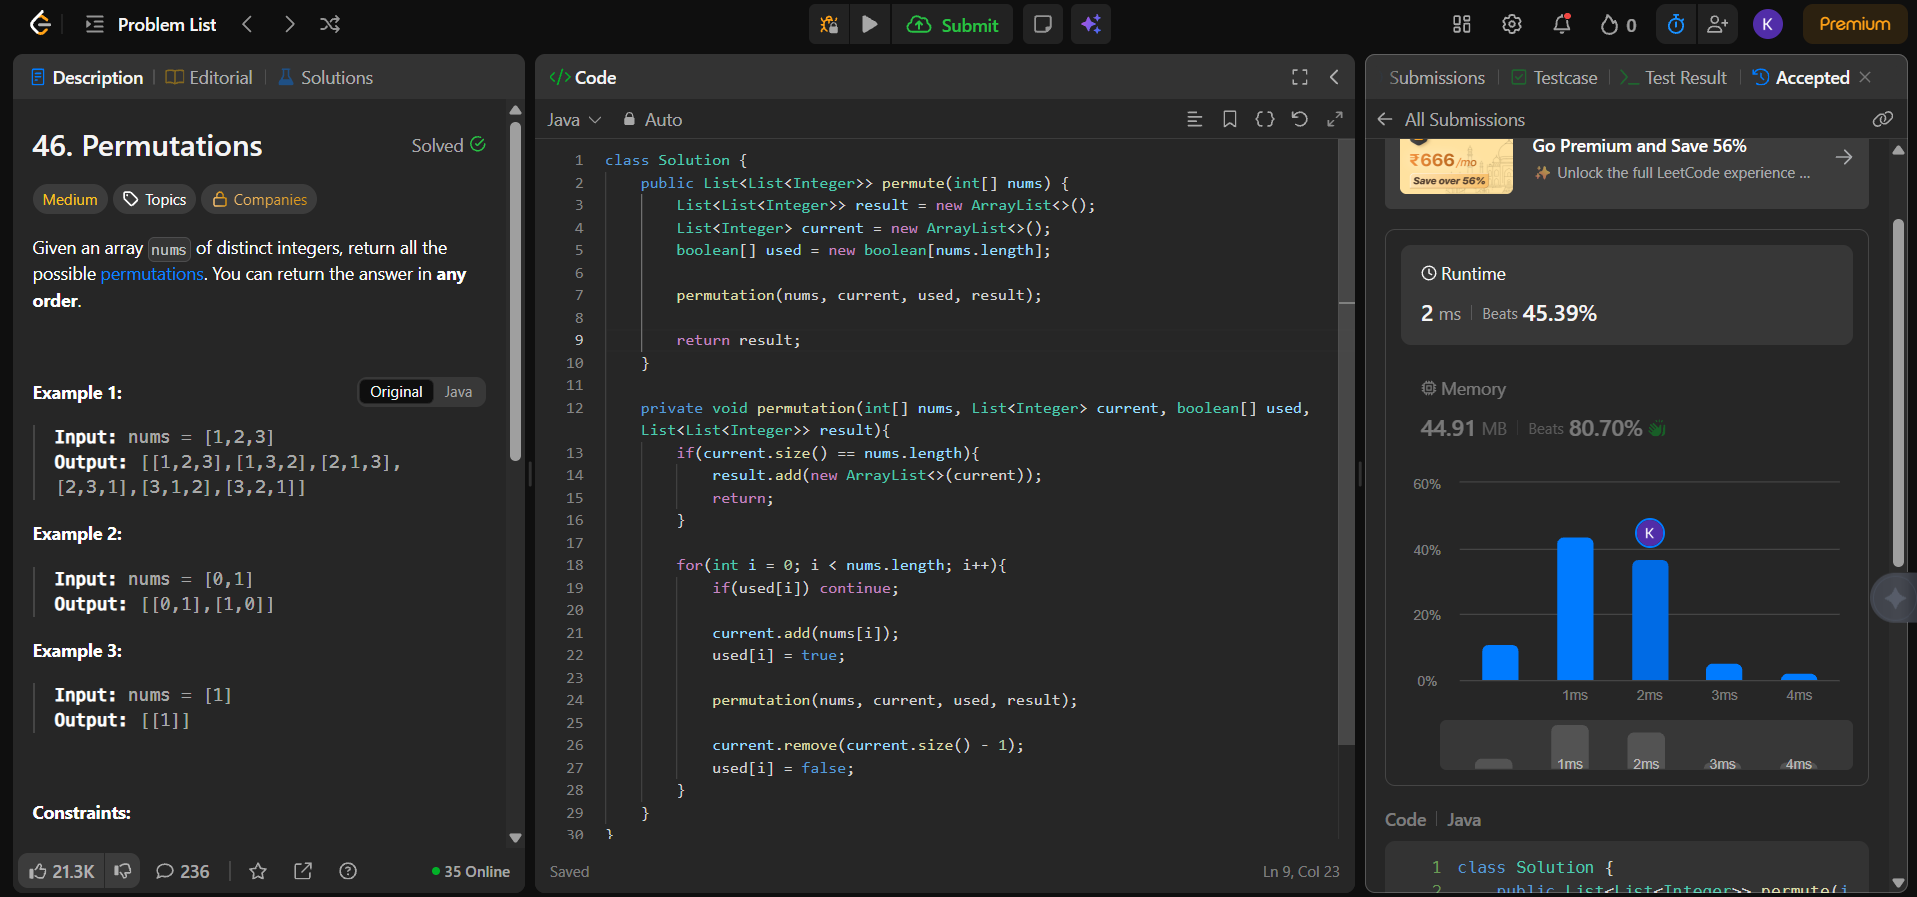 Problem List
Submit
0
K
Premium
Description
Editorial
Solutions
46. Permutations
Solved
Medium
Topics
Companies
Given an array nums of distinct integers, return all the
possible permutations. You can return the answer in any
order.
Example 1:
Original
Java
Input: nums = [1,2,3]
Output: [[1,2,3],[1,3,2],[2,1,3],
[2,3,1],[3,1,2],[3,2,1]]
Example 2:
Input: nums = [0,1]
Output: [[0,1],[1,0]]
Example 3:
Input: nums = [1]
Output: [[1]]
Constraints:
21.3K
236
35 Online
</> Code
Java
Auto
1 class Solution {
2 public List<List<Integer>> permute(int[] nums) {
3 List<List<Integer>> result = new ArrayList<>();
4 List<Integer> current = new ArrayList<>();
5 boolean[] used = new boolean[nums.length];
6
7 permutation(nums, current, used, result);
8
9 return result;
10 }
11
12 private void permutation(int[] nums, List<Integer> current, boolean[] used,
List<List<Integer>> result){
13 if(current.size() == nums.length){
14 result.add(new ArrayList<>(current));
15 return;
16 }
17
18 for(int i = 0; i < nums.length; i++){
19 if(used[i]) continue;
20
21 current.add(nums[i]);
22 used[i] = true;
23
24 permutation(nums, current, used, result);
25
26 current.remove(current.size() - 1);
27 used[i] = false;
28 }
29 }
30 }
Saved
Ln 9, Col 23
Submissions
Testcase
Test Result
Accepted
All Submissions
₹666/mo
Save over 56%
Go Premium and Save 56%
Unlock the full LeetCode experience ...
Runtime
2 ms
Beats 45.39%
Memory
44.91 MB
Beats 80.70%
60%
40%
20%
0%
K
1ms 2ms 3ms 4ms
1ms 2ms 3ms 4ms
Code
Java
1 class Solution {
2 public List<List<Integer>> permute(i